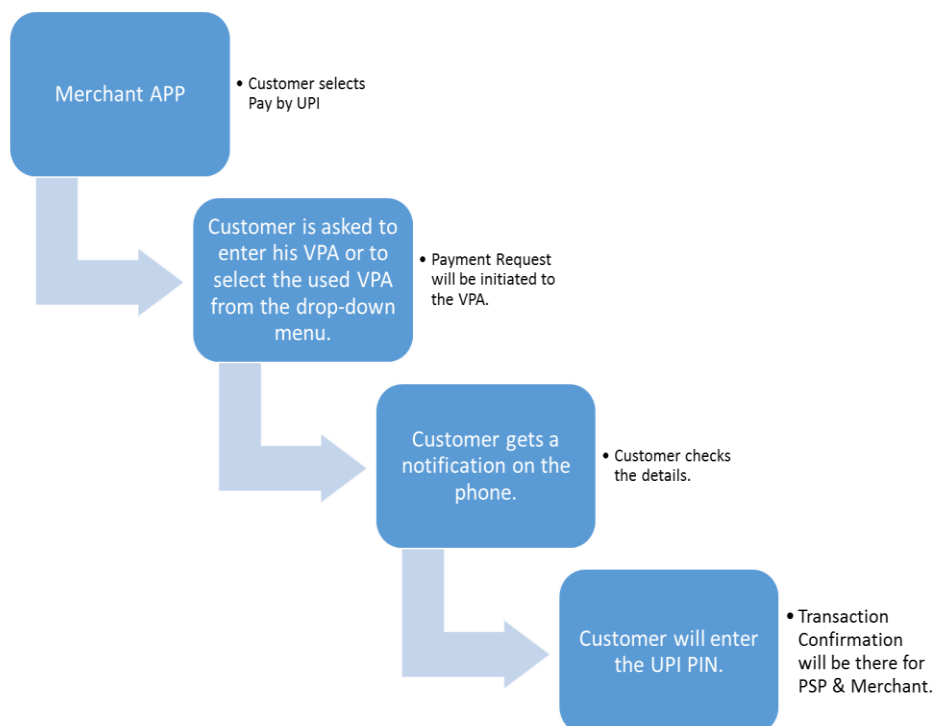 Merchant APP
• Customer selects
Pay by UPI
Customer is asked to
enter his VPA or to
select the used VPA
from the drop-down
menu.
• Payment Request
will be initiated to
the VPA.
Customer gets a
notification on the
phone.
• Customer checks
the details.
Customer will enter
the UPI PIN.
• Transaction
Confirmation
will be there for
PSP & Merchant.